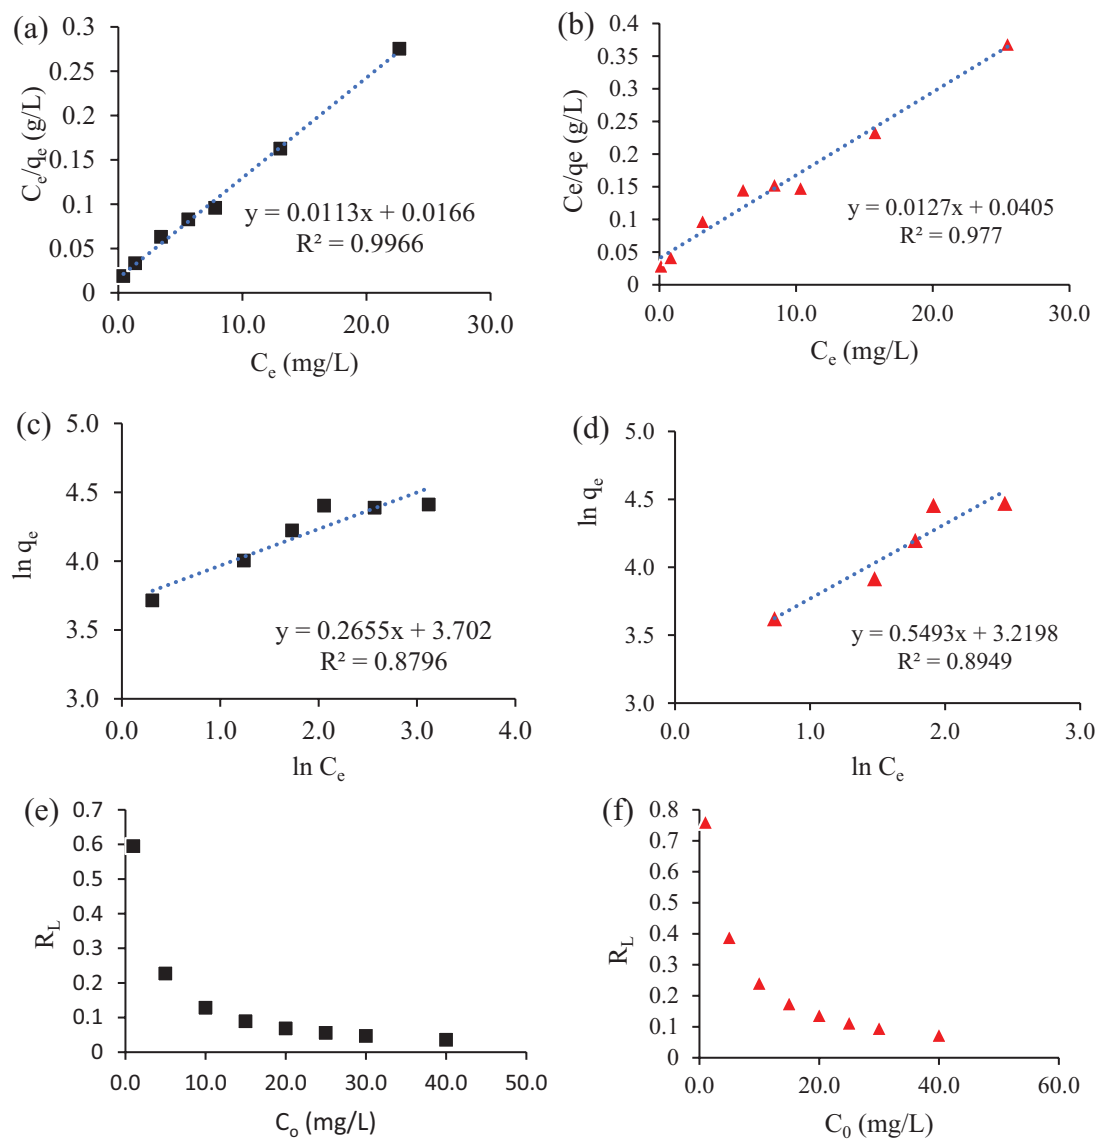 (a)
0.3
0.25
0.2
0.15
0.1
0.05
0
Cₑ/qₑ (g/L)
y = 0.0113x + 0.0166
R² = 0.9966
0.0 10.0 20.0 30.0
Cₑ (mg/L)
(b)
0.4
0.35
0.3
0.25
0.2
0.15
0.1
0.05
0
Ce/qe (g/L)
y = 0.0127x + 0.0405
R² = 0.977
0.0 10.0 20.0 30.0
Cₑ (mg/L)
(c)
5.0
4.5
4.0
3.5
3.0
ln qₑ
y = 0.2655x + 3.702
R² = 0.8796
0.0 1.0 2.0 3.0 4.0
ln Cₑ
(d)
5.0
4.5
4.0
3.5
3.0
ln qₑ
y = 0.5493x + 3.2198
R² = 0.8949
0.0 1.0 2.0 3.0
ln Cₑ
(e)
0.7
0.6
0.5
0.4
0.3
0.2
0.1
0
R_L
0.0 10.0 20.0 30.0 40.0 50.0
Cₒ (mg/L)
(f)
0.8
0.7
0.6
0.5
0.4
0.3
0.2
0.1
0
R_L
0.0 20.0 40.0 60.0
C₀ (mg/L)